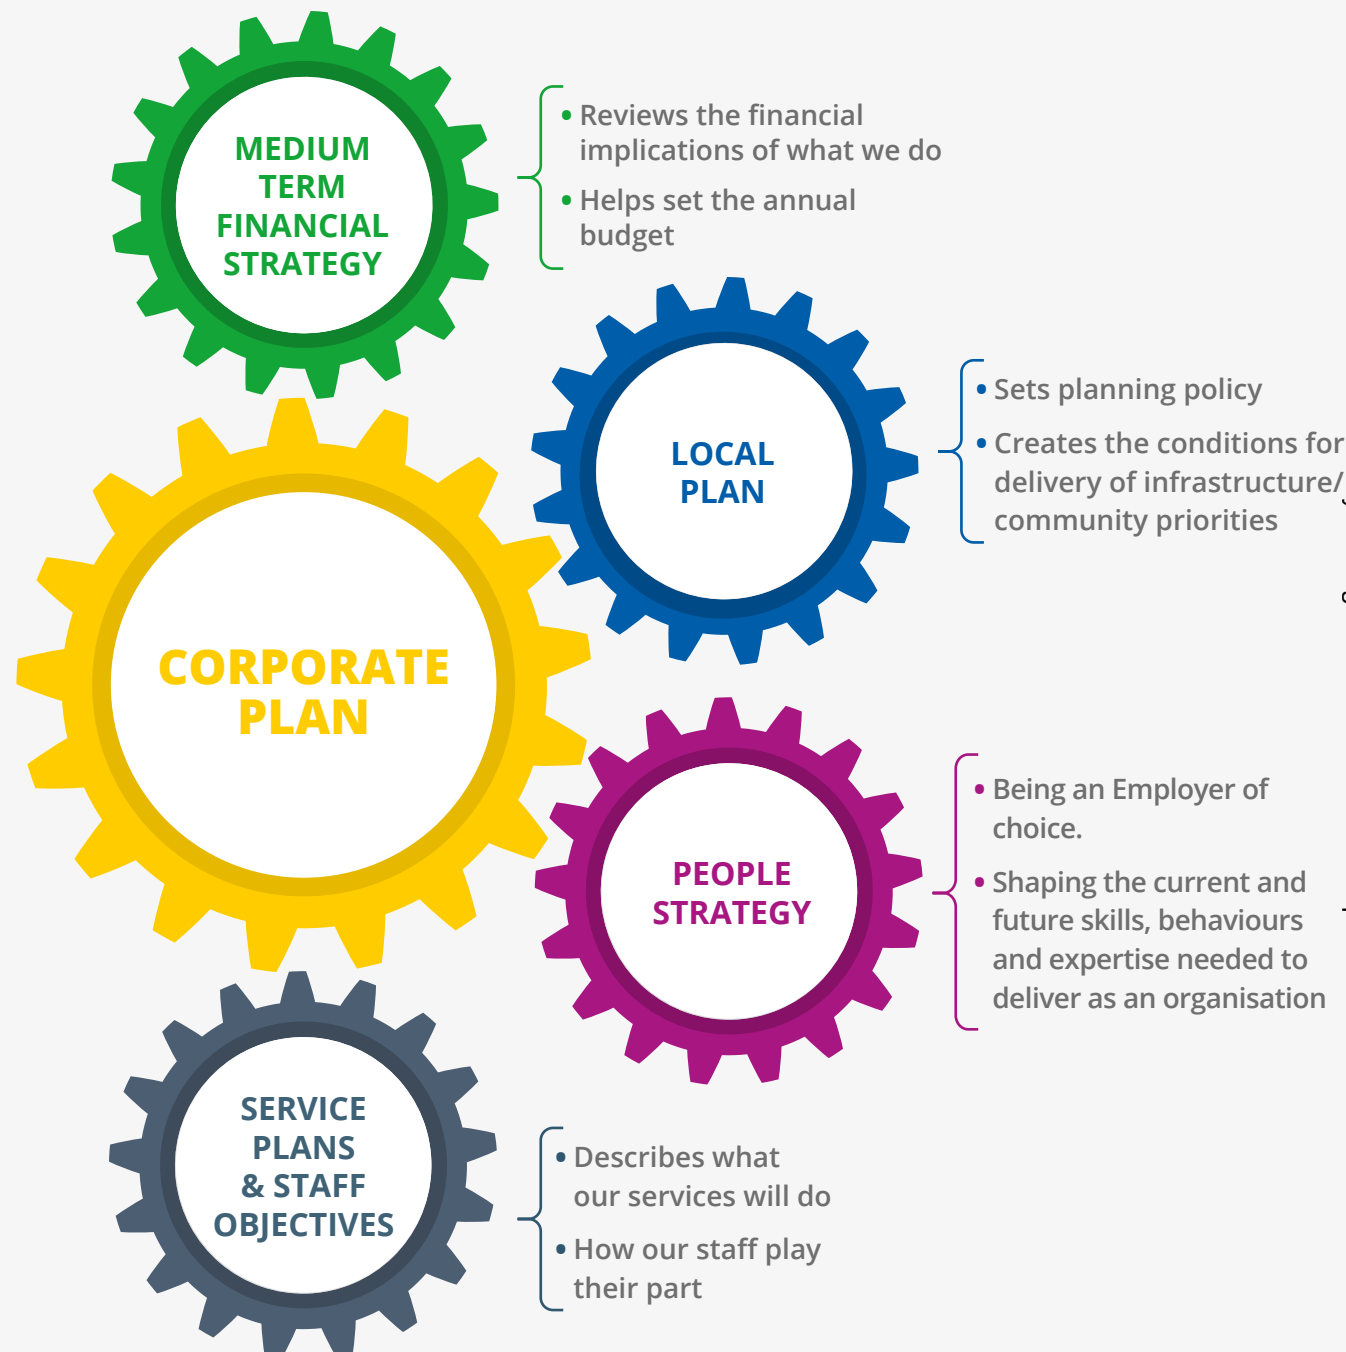 MEDIUM
TERM
FINANCIAL
STRATEGY
• Reviews the financial
implications of what we do
• Helps set the annual
budget
LOCAL
PLAN
• Sets planning policy
• Creates the conditions for
delivery of infrastructure/
community priorities
CORPORATE
PLAN
PEOPLE
STRATEGY
• Being an Employer of
choice.
• Shaping the current and
future skills, behaviours
and expertise needed to
deliver as an organisation
SERVICE
PLANS
& STAFF
OBJECTIVES
• Describes what
our services will do
• How our staff play
their part